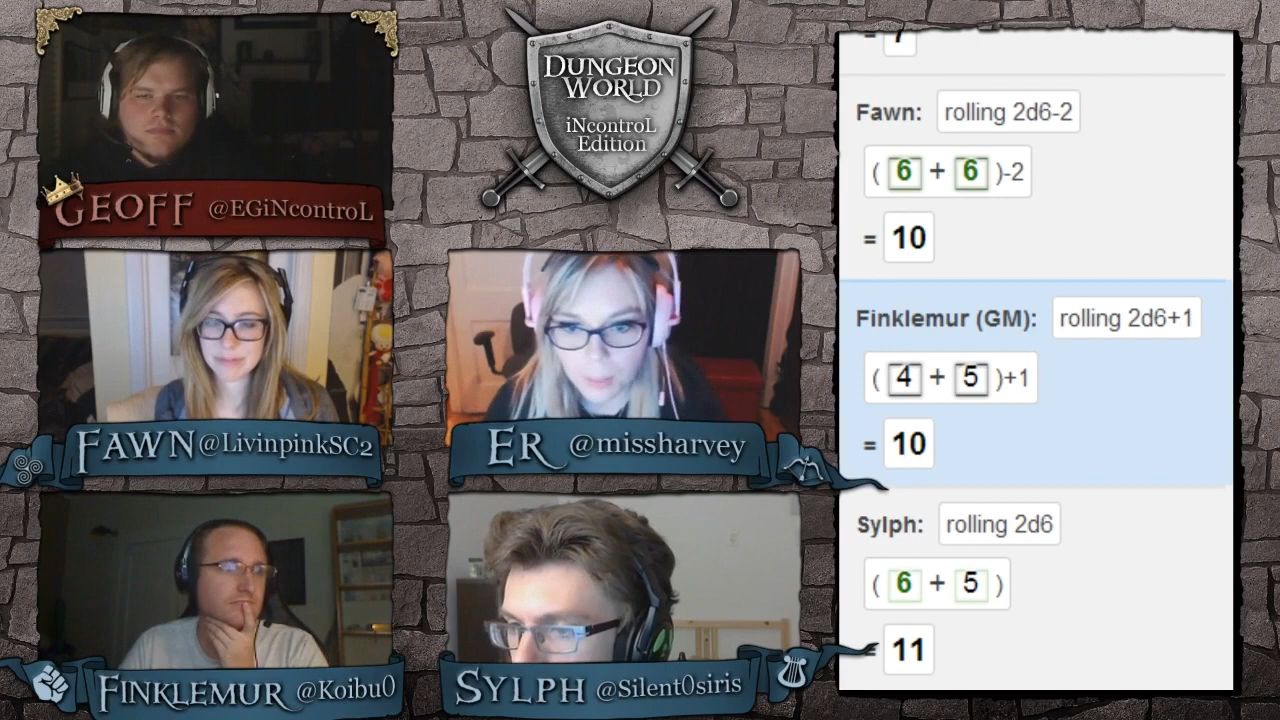 DUNGEON
WORLD
iNcontroL
Edition
GEOFF @EGiNcontroL
FAWN @LivinpinkSC2
ER @missharvey
FINKLEMUR @Koibu0
SYLPH @Silent0siris
= 7
Fawn: rolling 2d6-2
( 6 + 6 )-2
= 10
Finklemur (GM): rolling 2d6+1
( 4 + 5 )+1
= 10
Sylph: rolling 2d6
( 6 + 5 )
= 11